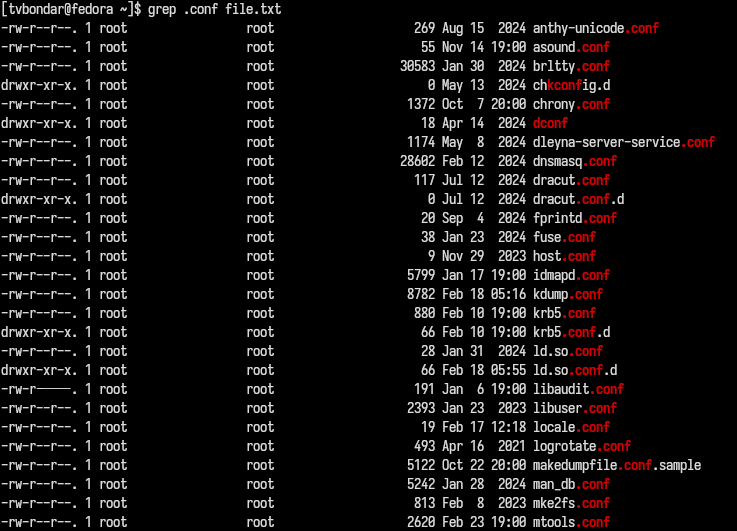 [tvbondar@fedora ~]$ grep .conf file.txt
-rw-r--r--. 1 root root 269 Aug 15 2024 anthy-unicode.conf
-rw-r--r--. 1 root root 55 Nov 14 19:00 asound.conf
-rw-r--r--. 1 root root 30583 Jan 30 2024 brltty.conf
drwxr-xr-x. 1 root root 0 May 13 2024 chkconfig.d
-rw-r--r--. 1 root root 1372 Oct 7 20:00 chrony.conf
drwxr-xr-x. 1 root root 18 Apr 14 2024 dconf
-rw-r--r--. 1 root root 1174 May 8 2024 dleyna-server-service.conf
-rw-r--r--. 1 root root 28602 Feb 12 2024 dnsmasq.conf
-rw-r--r--. 1 root root 117 Jul 12 2024 dracut.conf
drwxr-xr-x. 1 root root 0 Jul 12 2024 dracut.conf.d
-rw-r--r--. 1 root root 20 Sep 4 2024 fprintd.conf
-rw-r--r--. 1 root root 38 Jan 23 2024 fuse.conf
-rw-r--r--. 1 root root 9 Nov 29 2023 host.conf
-rw-r--r--. 1 root root 5799 Jan 17 19:00 idmapd.conf
-rw-r--r--. 1 root root 8782 Feb 18 05:16 kdump.conf
-rw-r--r--. 1 root root 880 Feb 10 19:00 krb5.conf
drwxr-xr-x. 1 root root 66 Feb 10 19:00 krb5.conf.d
-rw-r--r--. 1 root root 28 Jan 31 2024 ld.so.conf
drwxr-xr-x. 1 root root 66 Feb 18 05:55 ld.so.conf.d
-rw-r-----. 1 root root 191 Jan 6 19:00 libaudit.conf
-rw-r--r--. 1 root root 2393 Jan 23 2023 libuser.conf
-rw-r--r--. 1 root root 19 Feb 17 12:18 locale.conf
-rw-r--r--. 1 root root 493 Apr 16 2021 logrotate.conf
-rw-r--r--. 1 root root 5122 Oct 22 20:00 makedumpfile.conf.sample
-rw-r--r--. 1 root root 5242 Jan 28 2024 man_db.conf
-rw-r--r--. 1 root root 813 Feb 8 2023 mke2fs.conf
-rw-r--r--. 1 root root 2620 Feb 23 19:00 mtools.conf